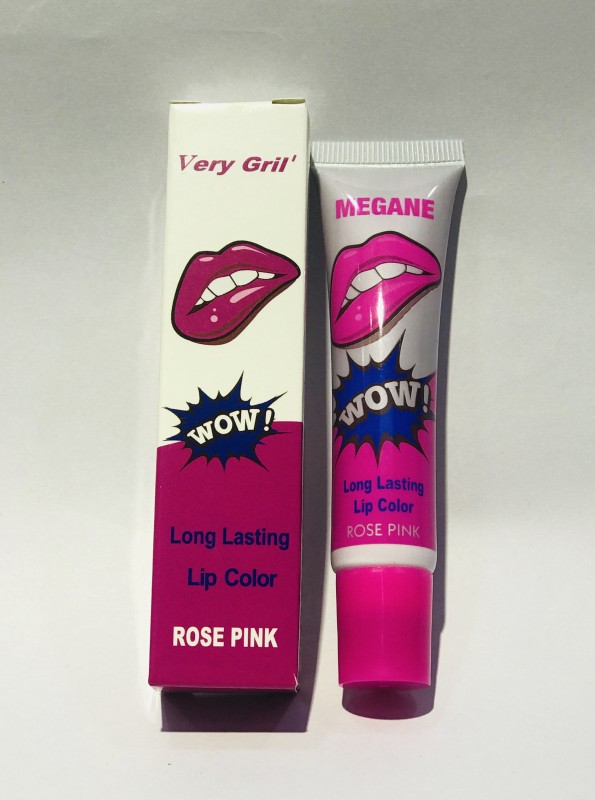 Very Gril'
WOW!
Long Lasting
Lip Color
ROSE PINK
MEGANE
WOW!
Long Lasting
Lip Color
ROSE PINK